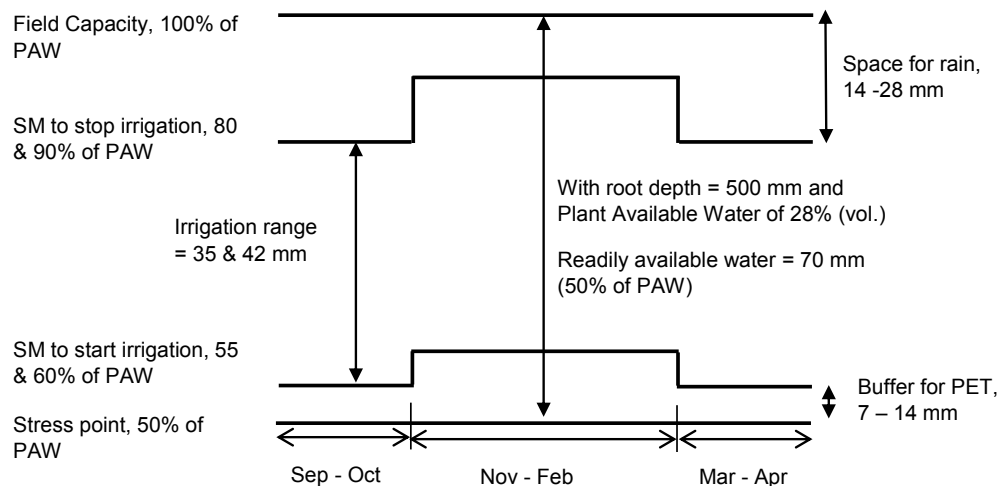 Field Capacity, 100% of
PAW
Space for rain,
14 -28 mm
SM to stop irrigation, 80
& 90% of PAW
With root depth = 500 mm and
Plant Available Water of 28% (vol.)
Irrigation range
= 35 & 42 mm
Readily available water = 70 mm
(50% of PAW)
SM to start irrigation, 55
& 60% of PAW
Buffer for PET,
7 – 14 mm
Stress point, 50% of
PAW
Sep - Oct
Nov - Feb
Mar - Apr